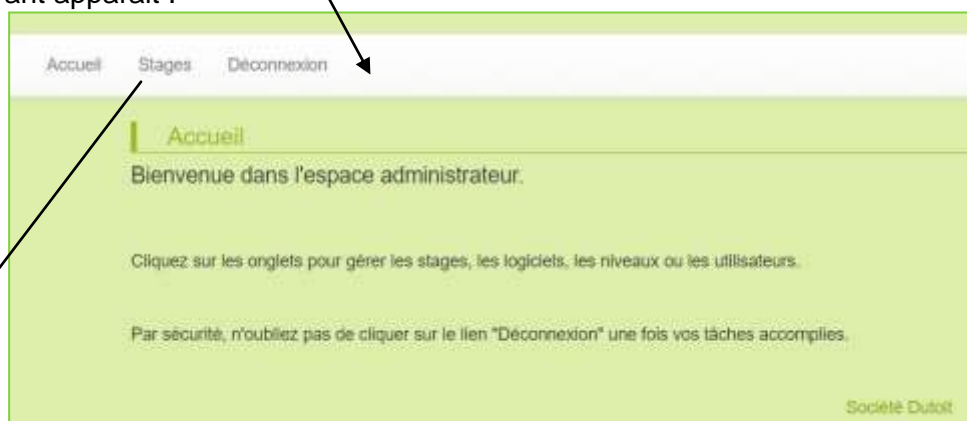 ant apparait :
Accueil Stages Déconnexion
Accueil
Bienvenue dans l'espace administrateur.
Cliquez sur les onglets pour gérer les stages, les logiciels, les niveaux ou les utilisateurs.
Par sécurité, n'oubliez pas de cliquer sur le lien "Déconnexion" une fois vos tâches accomplies.
Société Dutoit